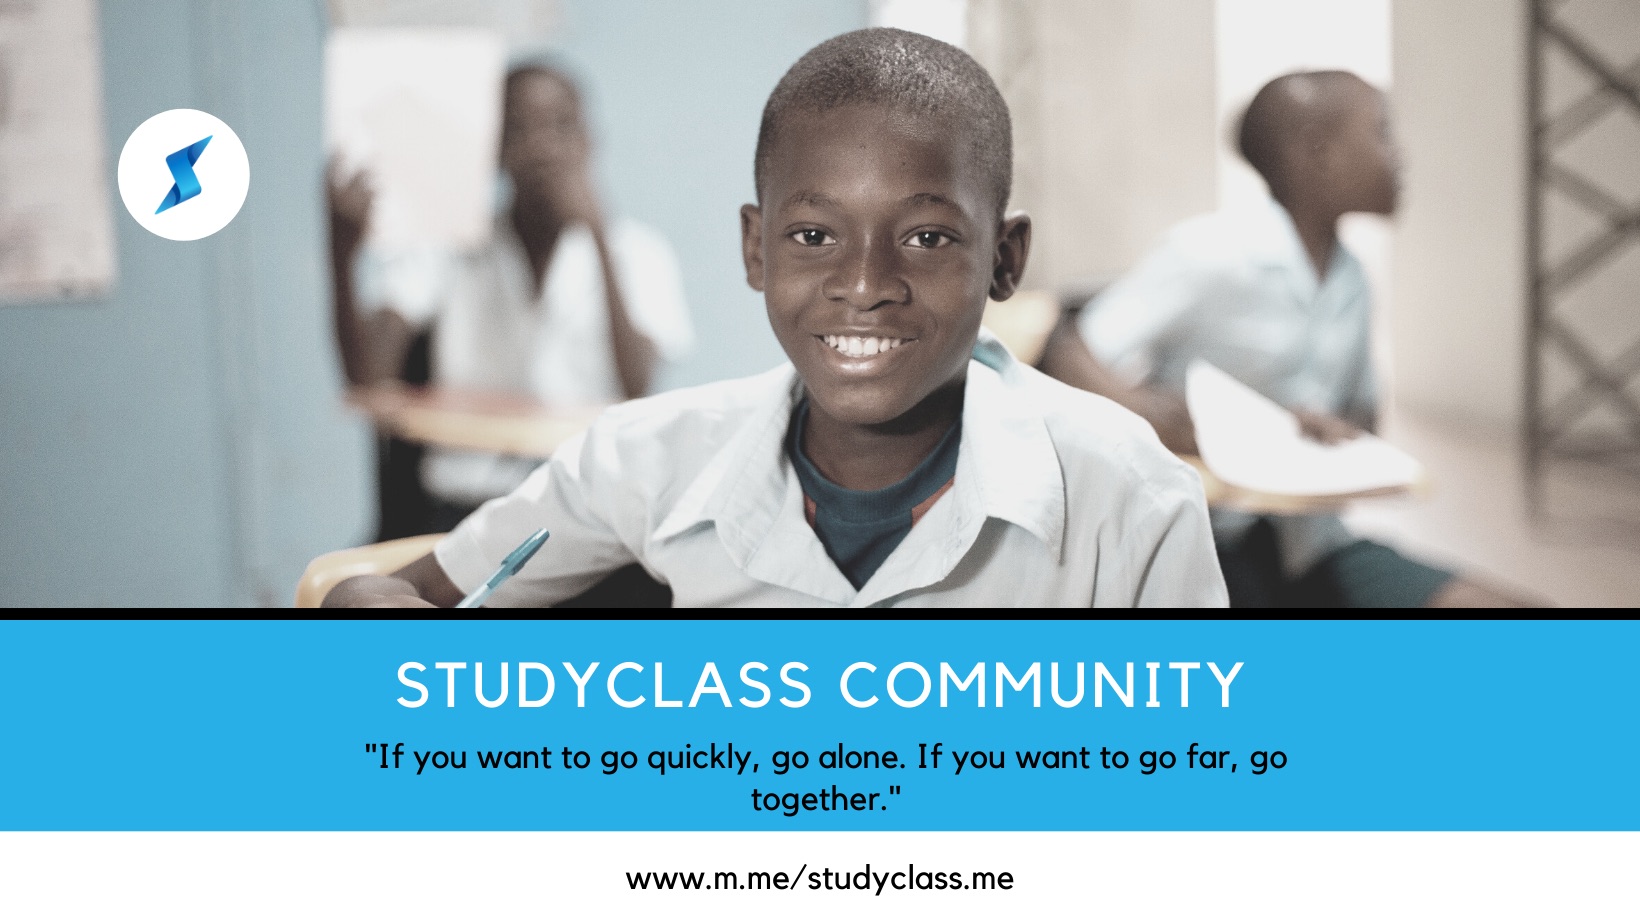 STUDYCLASS COMMUNITY
"If you want to go quickly, go alone. If you want to go far, go
together."
www.m.me/studyclass.me